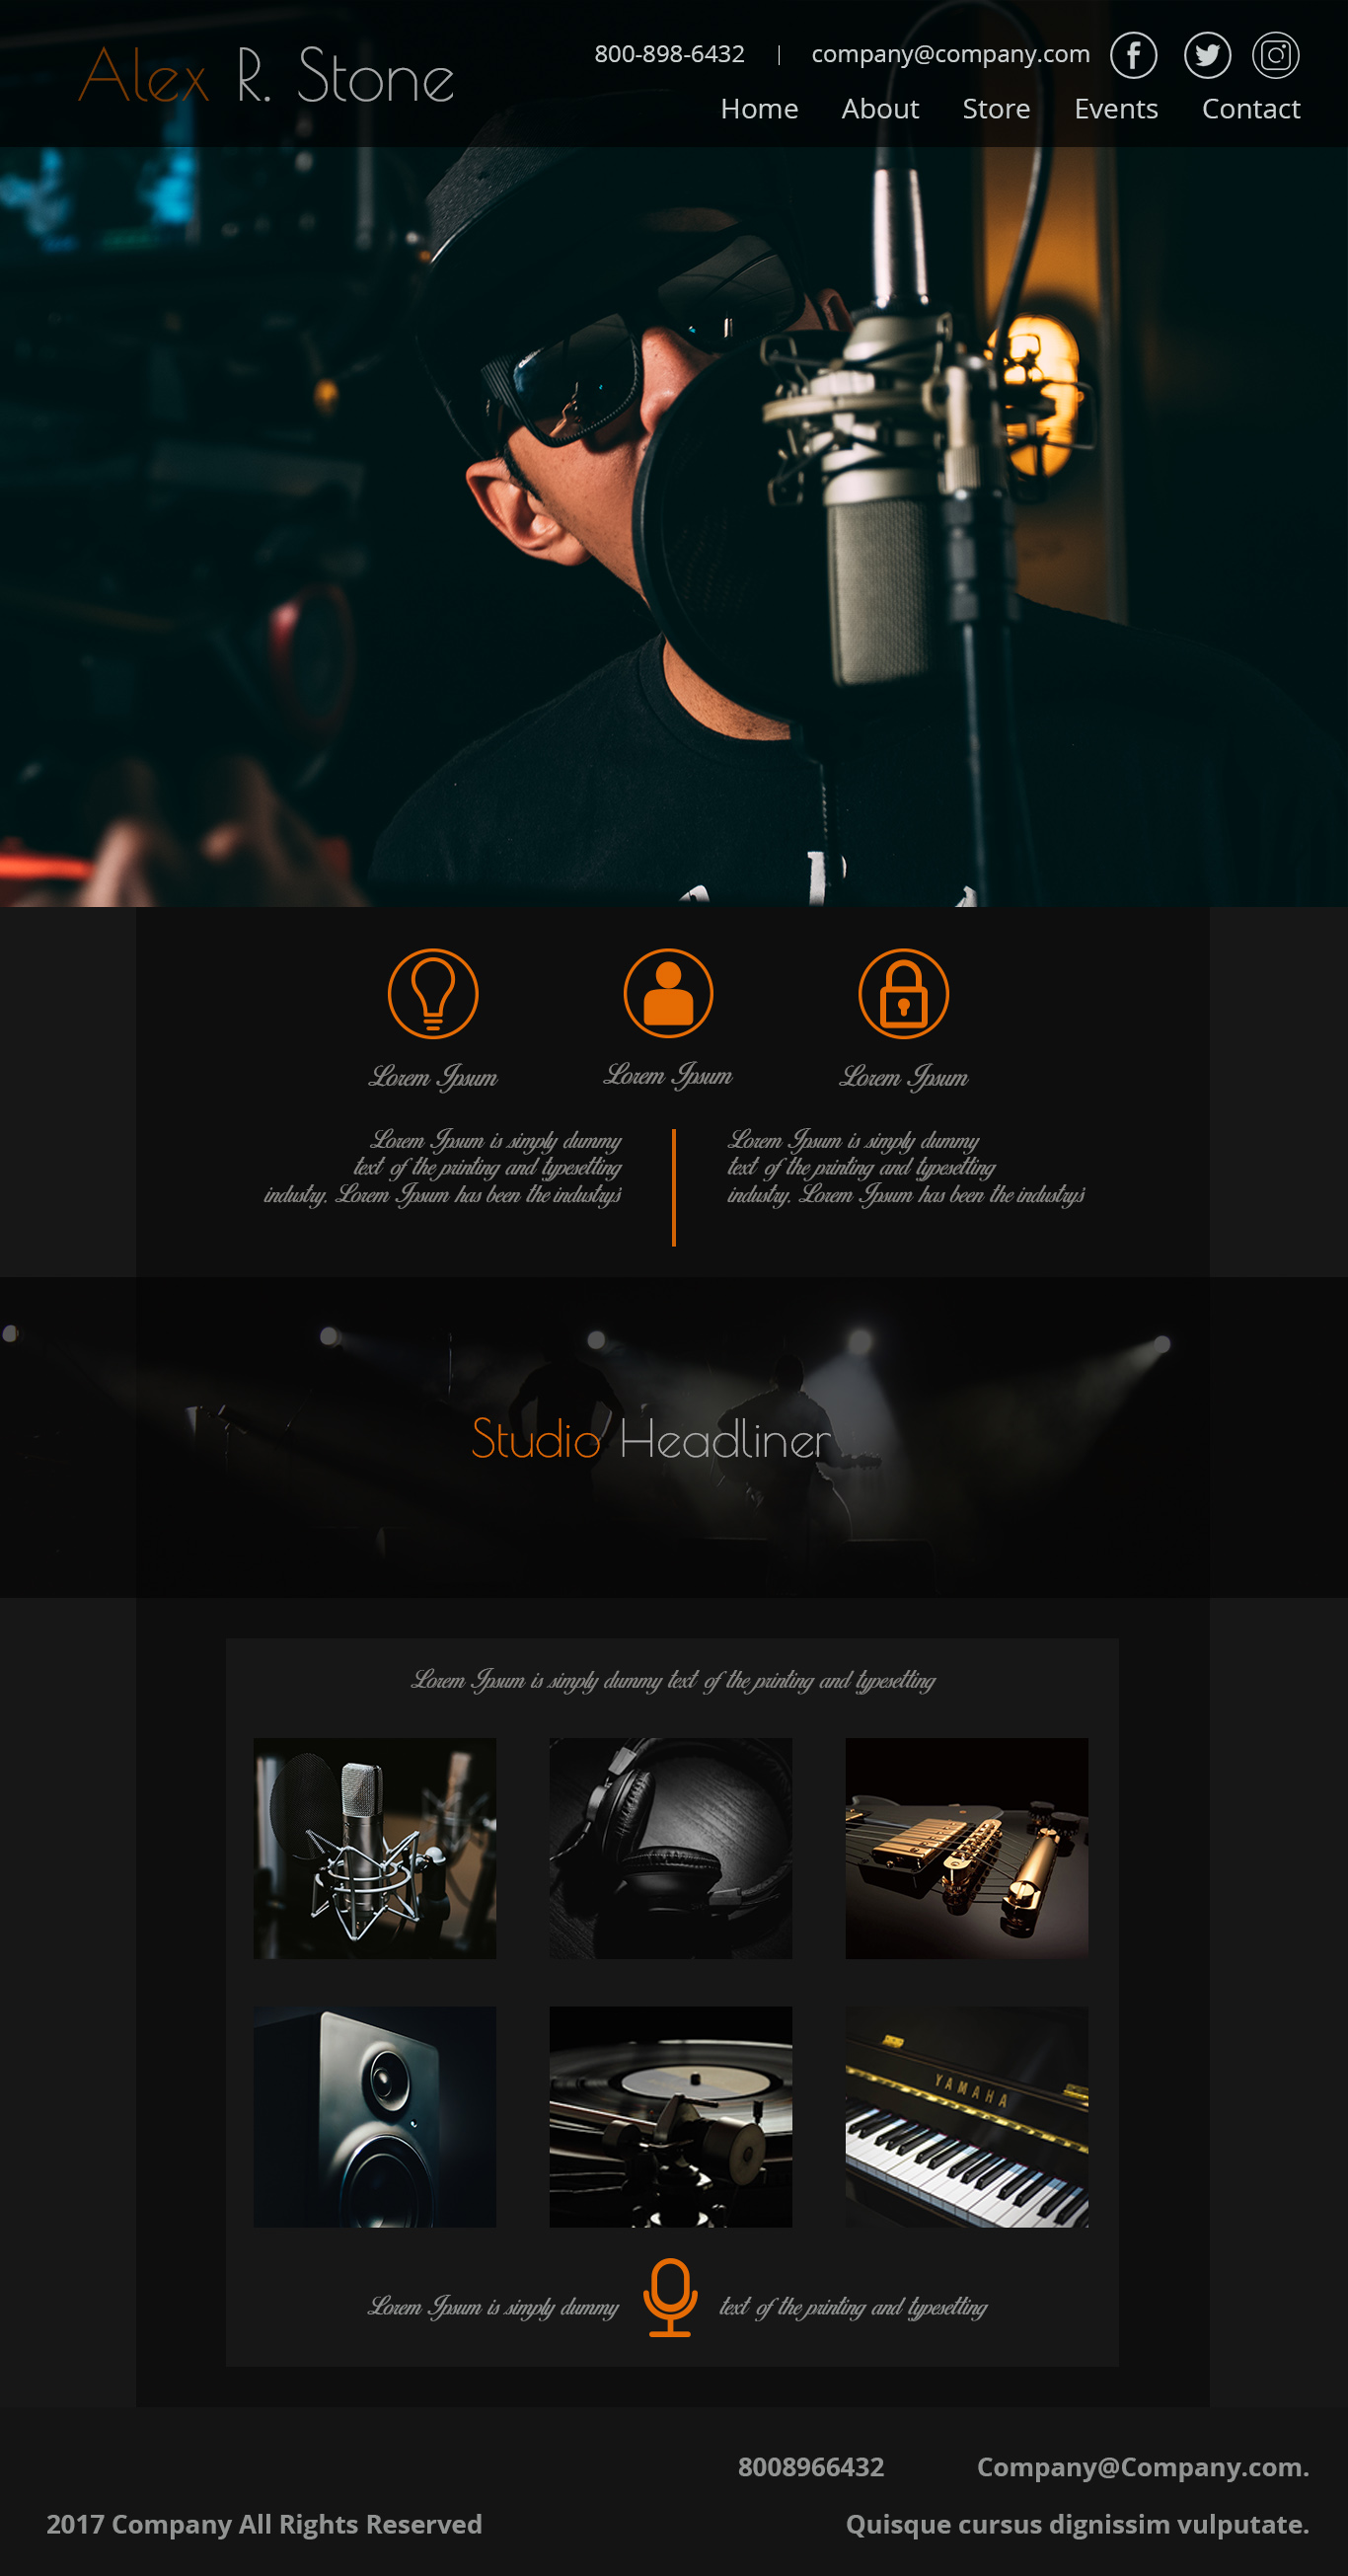 Alex R. Stone
800-898-6432 | company@company.com
Home About Store Events Contact
Lorem Ipsum
Lorem Ipsum
Lorem Ipsum
Lorem Ipsum is simply dummy
text of the printing and typesetting
industry. Lorem Ipsum has been the industry's
Lorem Ipsum is simply dummy
text of the printing and typesetting
industry. Lorem Ipsum has been the industry's
Studio Headliner
Lorem Ipsum is simply dummy text of the printing and typesetting
YAMAHA
Lorem Ipsum is simply dummy
text of the printing and typesetting
8008966432 Company@Company.com.
2017 Company All Rights Reserved
Quisque cursus dignissim vulputate.